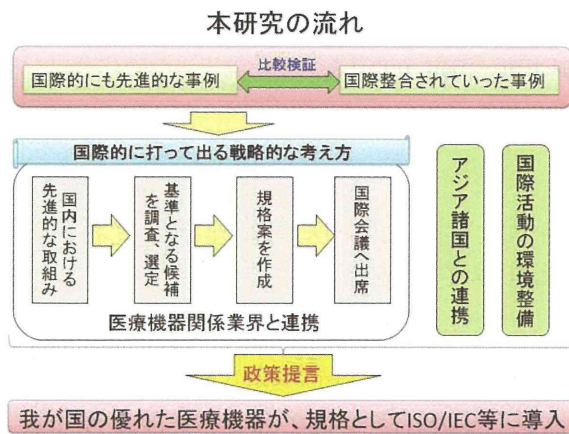 本研究の流れ
比較検証
国際的にも先進的な事例
国際整合されていった事例
国際的に打って出る戦略的な考え方
国内における
先進的な取組み
基準となる候補
を調査、選定
規格案を作成
国際会議へ出席
医療機器関係業界と連携
アジア諸国との連携
国際活動の環境整備
政策提言
我が国の優れた医療機器が、規格としてISO/IEC等に導入